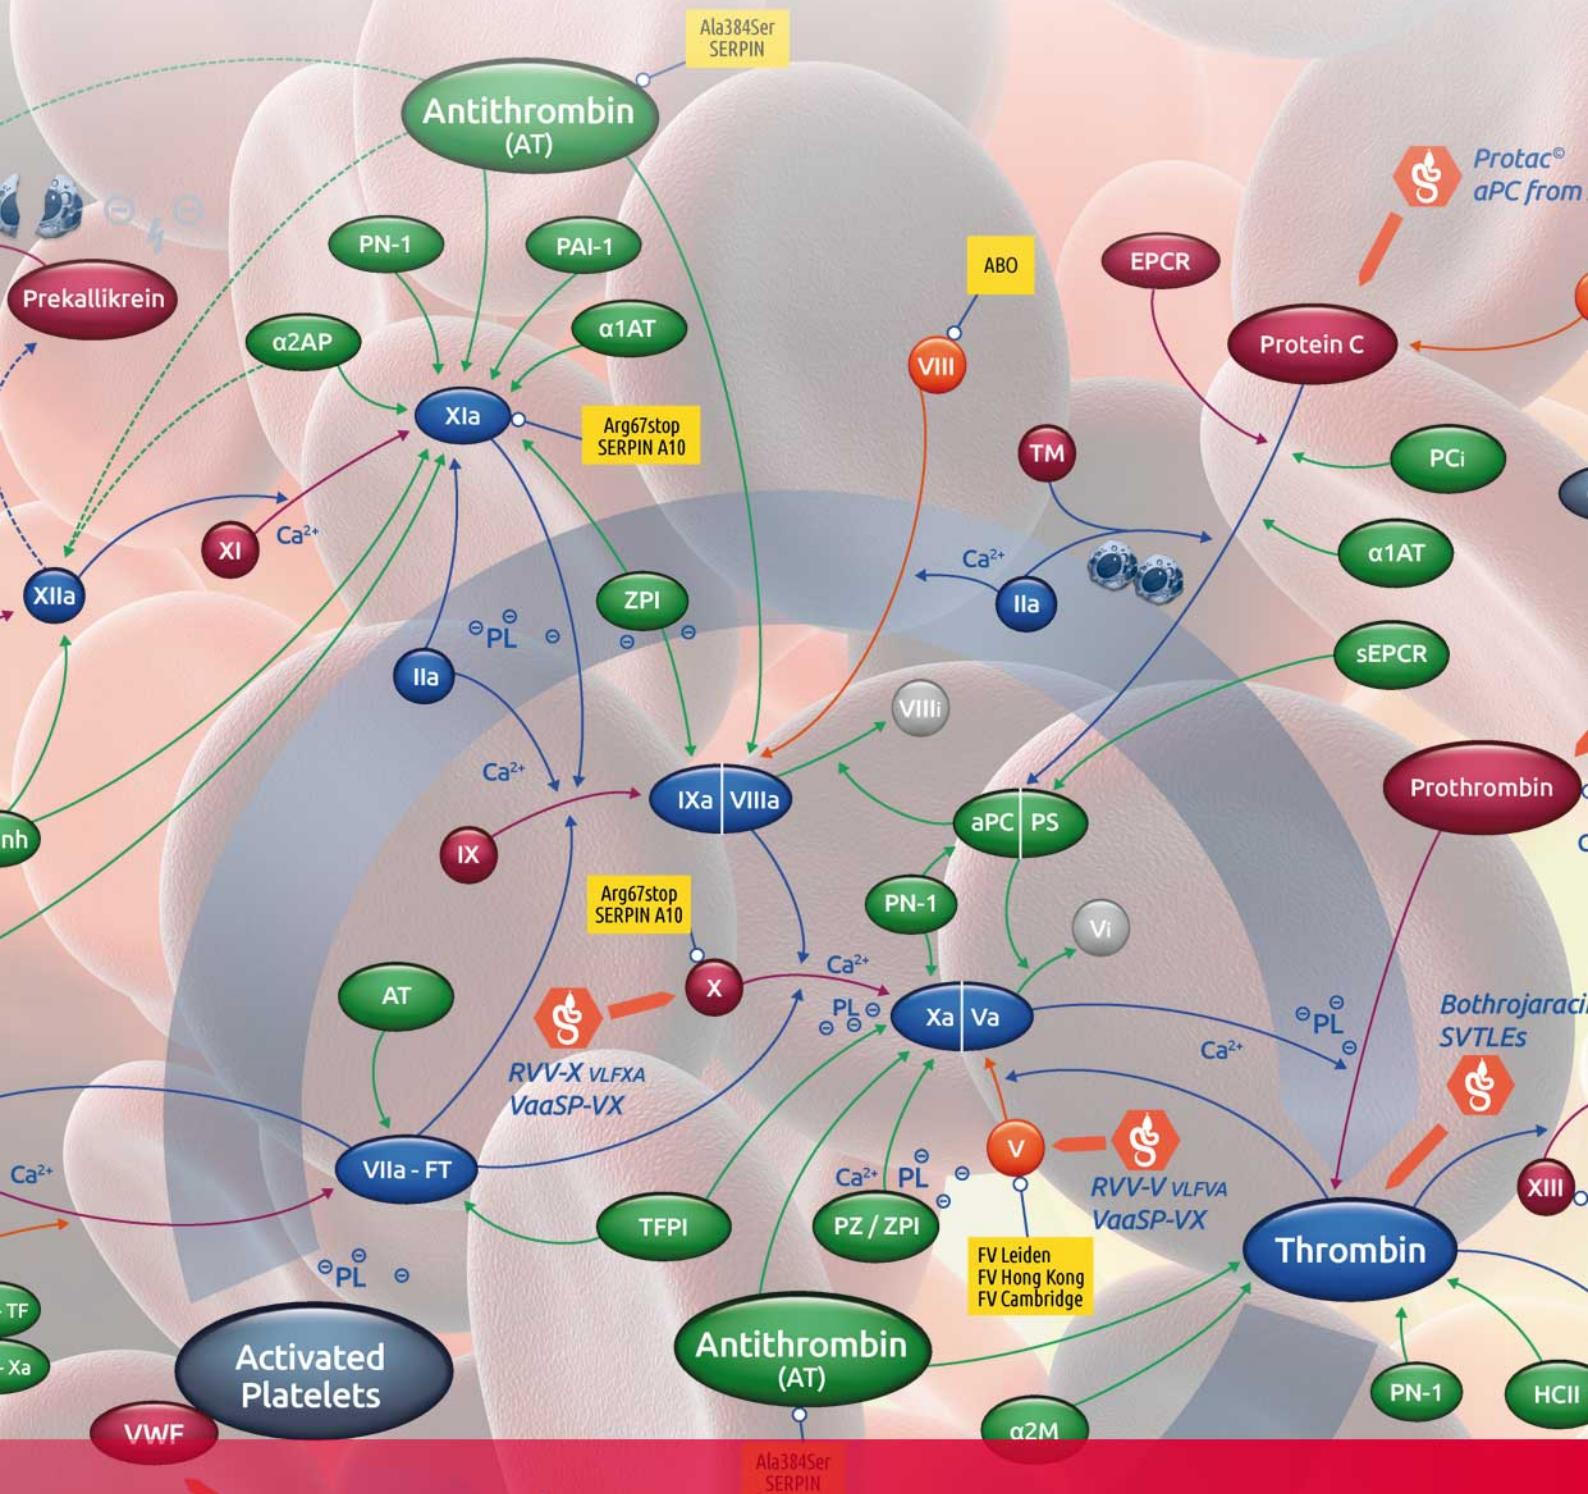 Ala384Ser
SERPIN
Antithrombin
(AT)
Protac©
aPC from
PN-1
PAI-1
ABO
EPCR
Prekallikrein
α2AP
α1AT
VIII
Protein C
XIa
Arg67stop
SERPIN A10
TM
PCi
XI
Ca2+
Ca2+
α1AT
XIIa
ZPI
IIa
PL
sEPCR
IIa
VIIIi
Ca2+
IXa VIIIa
Prothrombin
aPC PS
nh
IX
Arg67stop
SERPIN A10
PN-1
Vi
AT
X
Ca2+
PL
Xa Va
PL
Ca2+
Bothrojaraci
SVTLEs
RVV-X VLFXA
VaaSP-VX
V
VIIa - FT
Ca2+
Ca2+
PL
RVV-V VLFVA
VaaSP-VX
XIII
TFPI
PZ / ZPI
FV Leiden
FV Hong Kong
FV Cambridge
Thrombin
PL
- TF
- Xa
Activated
Platelets
Antithrombin
(AT)
PN-1
HCII
VWF
α2M
Ala384Ser
SERPIN